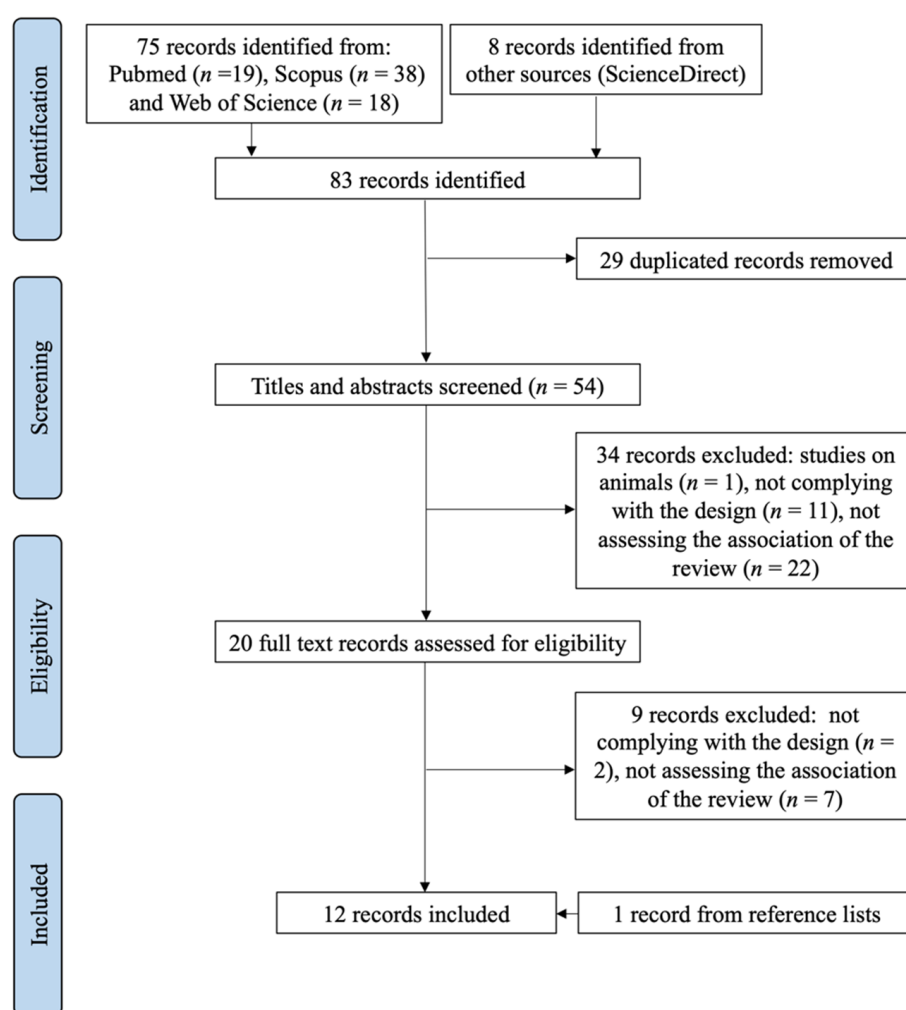 Identification
75 records identified from:
Pubmed (n =19), Scopus (n = 38)
and Web of Science (n = 18)
8 records identified from
other sources (ScienceDirect)
83 records identified
29 duplicated records removed
Screening
Titles and abstracts screened (n = 54)
34 records excluded: studies on
animals (n = 1), not complying
with the design (n = 11), not
assessing the association of the
review (n = 22)
Eligibility
20 full text records assessed for eligibility
9 records excluded:  not
complying with the design (n =
2), not assessing the association
of the review (n = 7)
Included
12 records included
1 record from reference lists